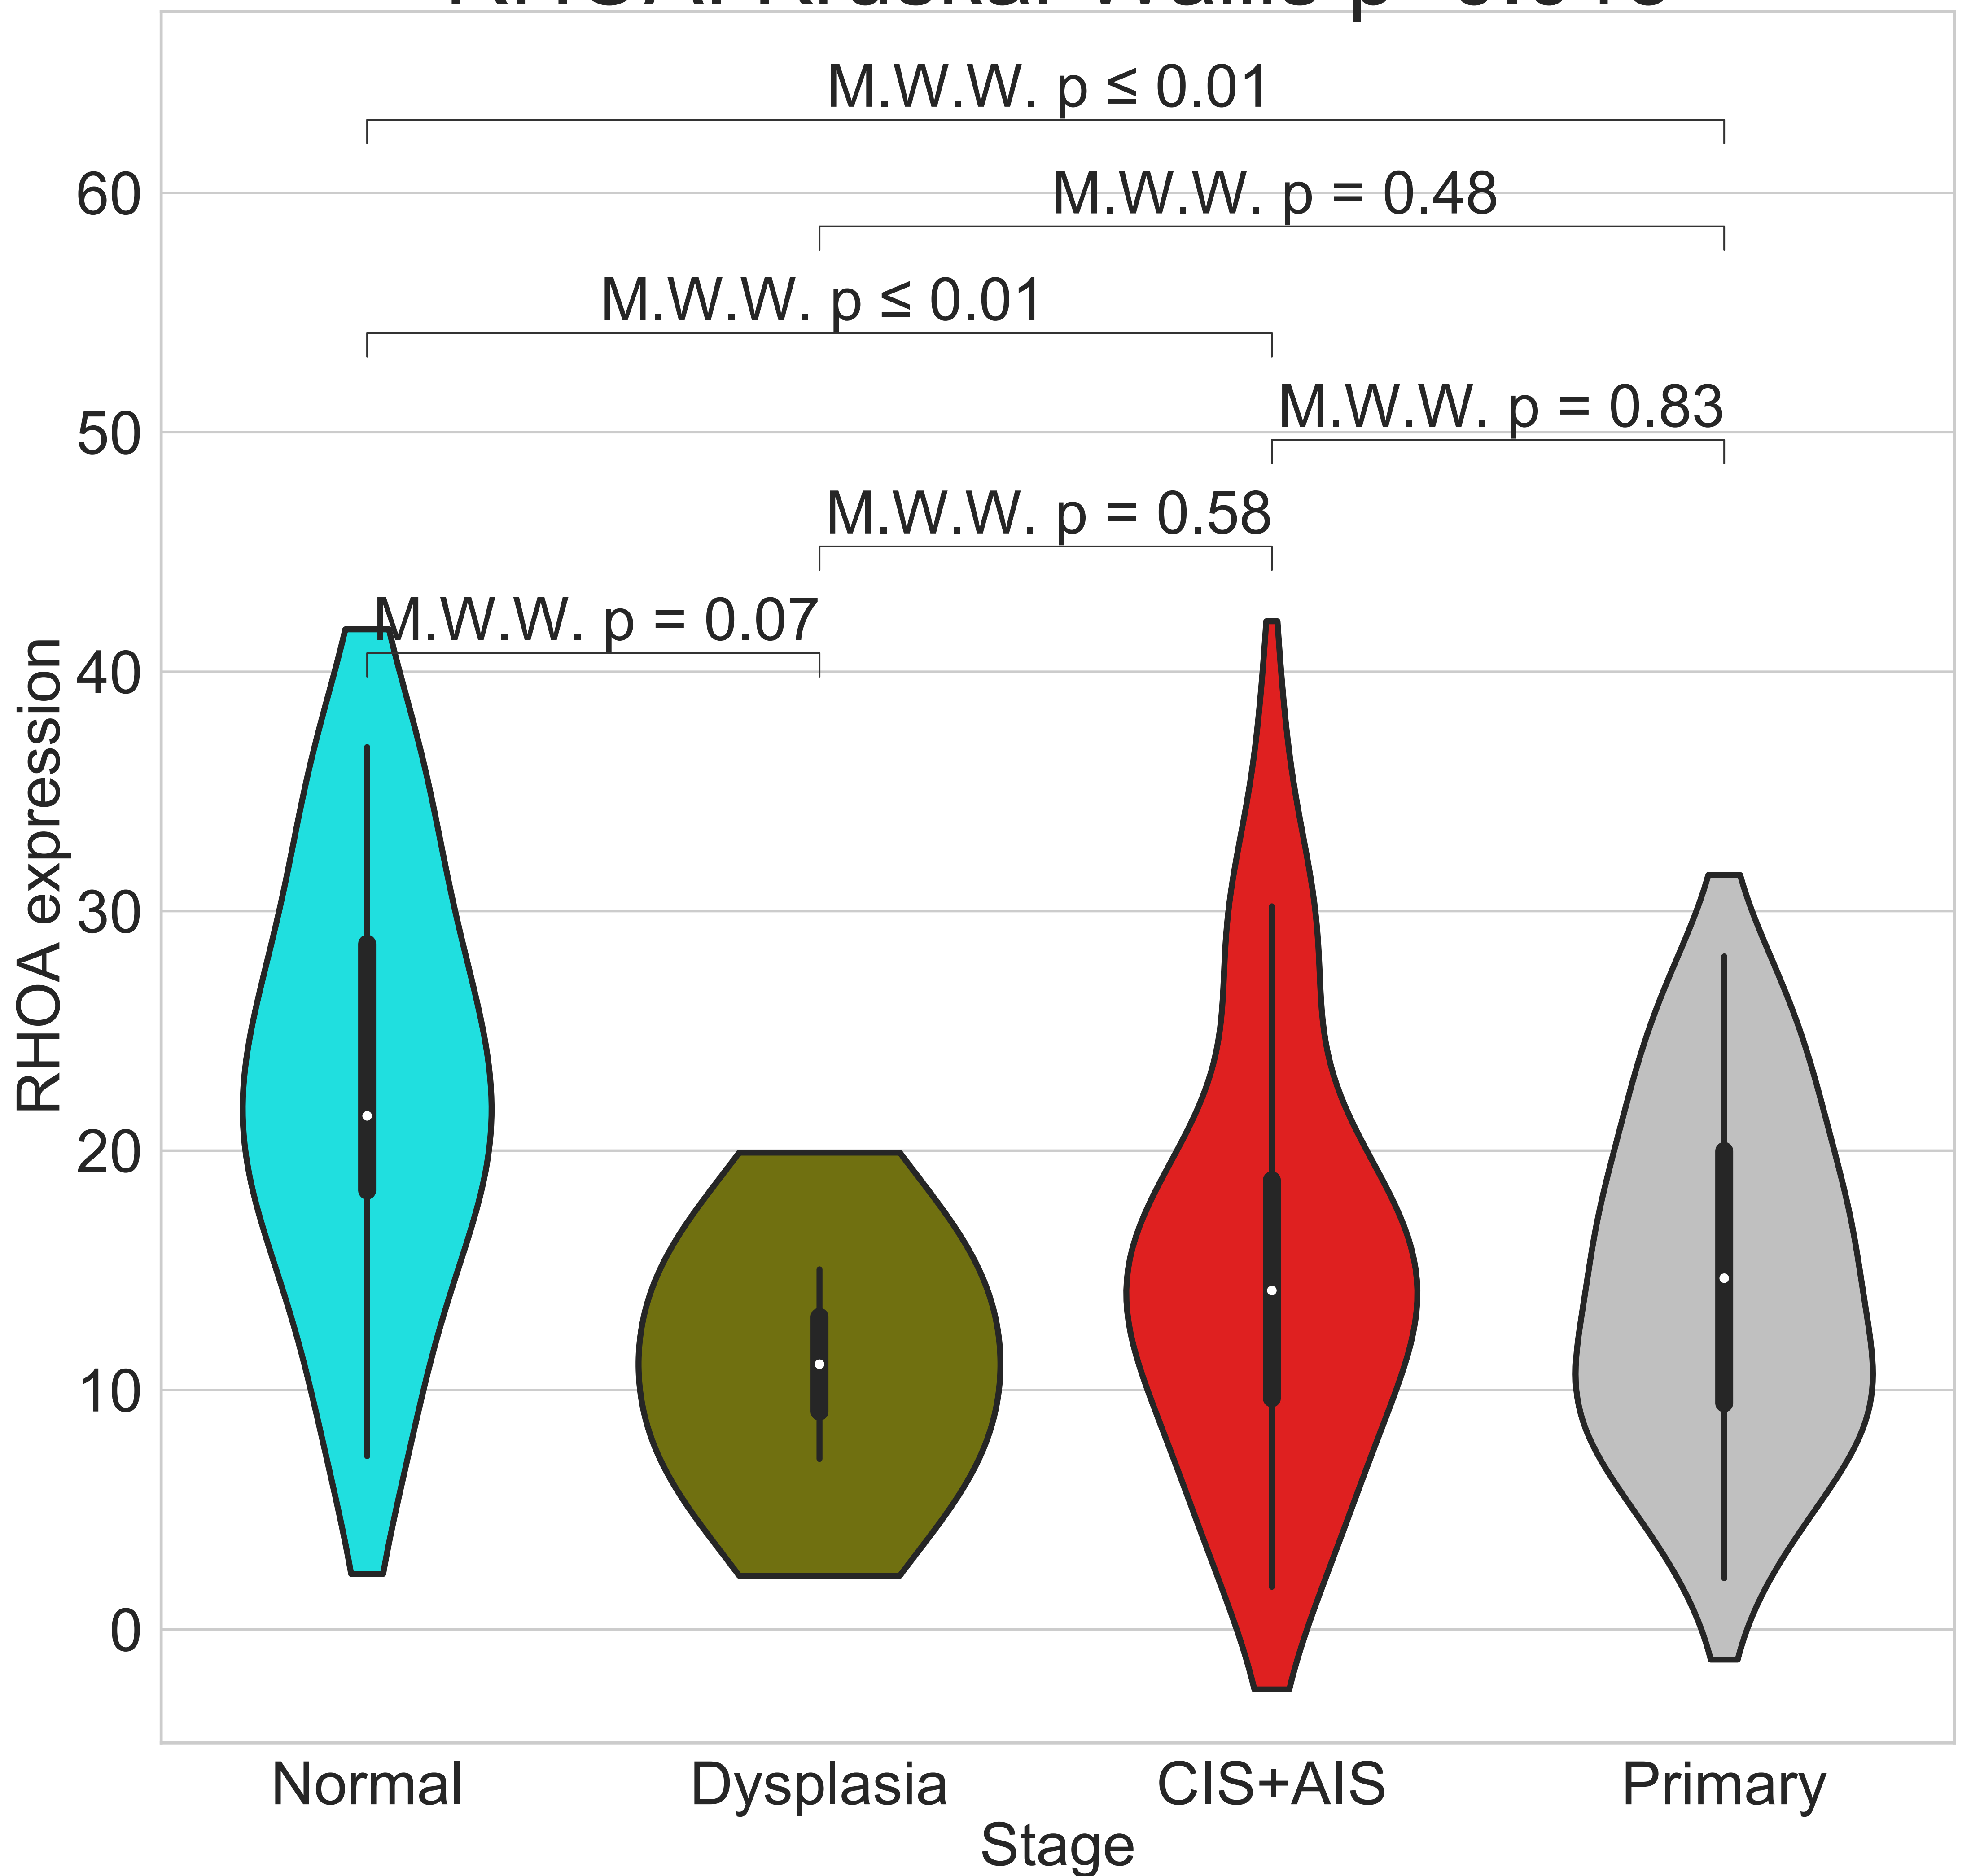 M.W.W. p ≤ 0.01
M.W.W. p = 0.48
M.W.W. p ≤ 0.01
M.W.W. p = 0.83
M.W.W. p = 0.58
M.W.W. p = 0.07
60
50
40
30
20
10
0
RHOA expression
Normal Dysplasia CIS+AIS Primary
Stage